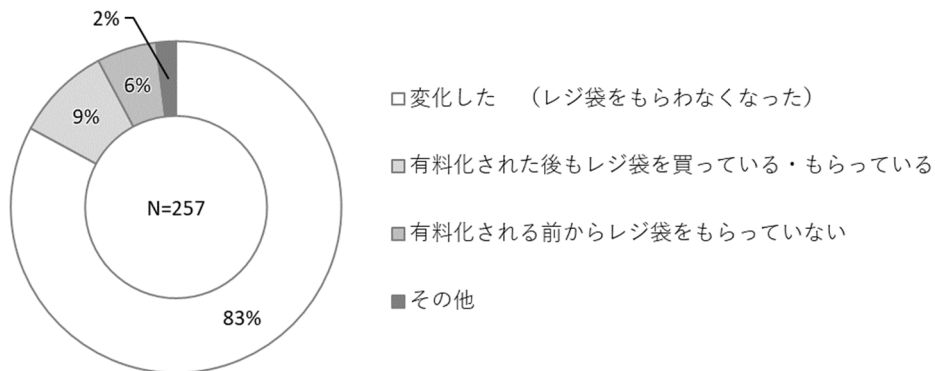 2%
6%
9%
N=257
83%
□変化した　（レジ袋をもらわなくなった）
■有料化された後もレジ袋を買っている・もらっている
■有料化される前からレジ袋をもらっていない
■その他